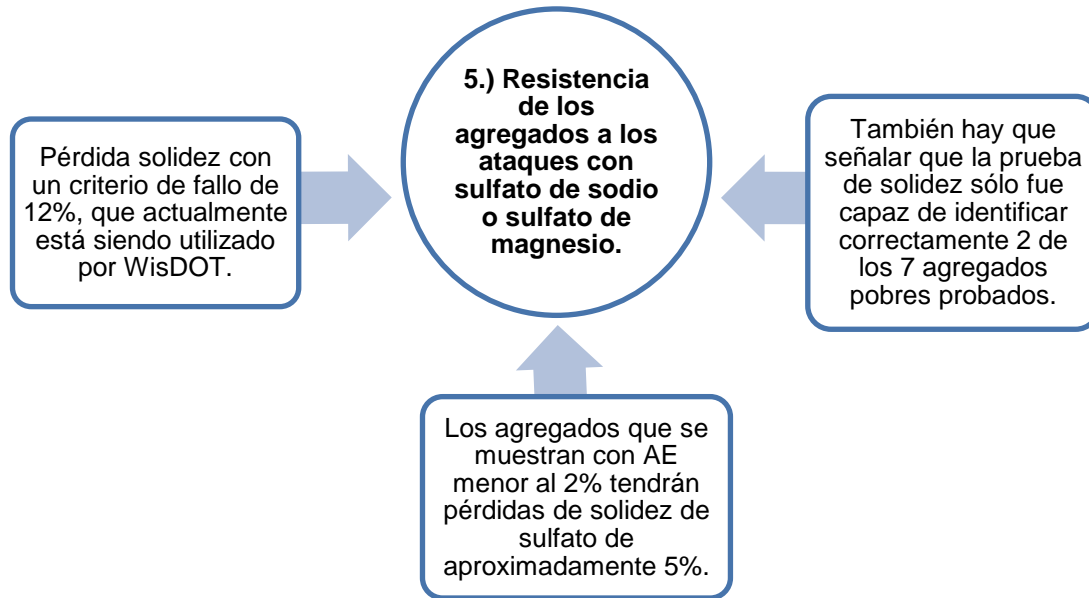 5.) Resistencia
de los
agregados a los
ataques con
sulfato de sodio
o sulfato de
magnesio.
Pérdida solidez con
un criterio de fallo de
12%, que actualmente
está siendo utilizado
por WisDOT.
También hay que
señalar que la prueba
de solidez sólo fue
capaz de identificar
correctamente 2 de
los 7 agregados
pobres probados.
Los agregados que se
muestran con AE
menor al 2% tendrán
pérdidas de solidez de
sulfato de
aproximadamente 5%.